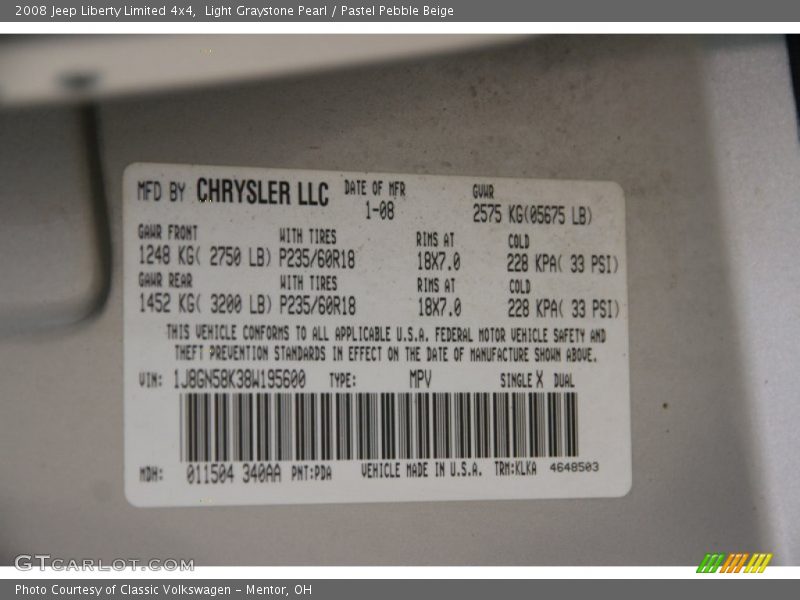 2008 Jeep Liberty Limited 4x4, Light Graystone Pearl / Pastel Pebble Beige
MFD BY CHRYSLER LLC DATE OF MFR GVWR
1-08 2575 KG(05675 LB)
GAWR FRONT WITH TIRES RIMS AT COLD
1248 KG( 2750 LB) P235/60R18 18X7.0 228 KPA( 33 PSI)
GAWR REAR WITH TIRES RIMS AT COLD
1452 KG( 3200 LB) P235/60R18 18X7.0 228 KPA( 33 PSI)
THIS VEHICLE CONFORMS TO ALL APPLICABLE U.S.A. FEDERAL MOTOR VEHICLE SAFETY AND
THEFT PREVENTION STANDARDS IN EFFECT ON THE DATE OF MANUFACTURE SHOWN ABOVE.
VIN: 1J8GN58K38W195600 TYPE: MPV SINGLE X DUAL
MDH: 011504 340AA PNT:PDA VEHICLE MADE IN U.S.A. TRM:KLKA 4648503
GTCARLOT.COM
Photo Courtesy of Classic Volkswagen - Mentor, OH